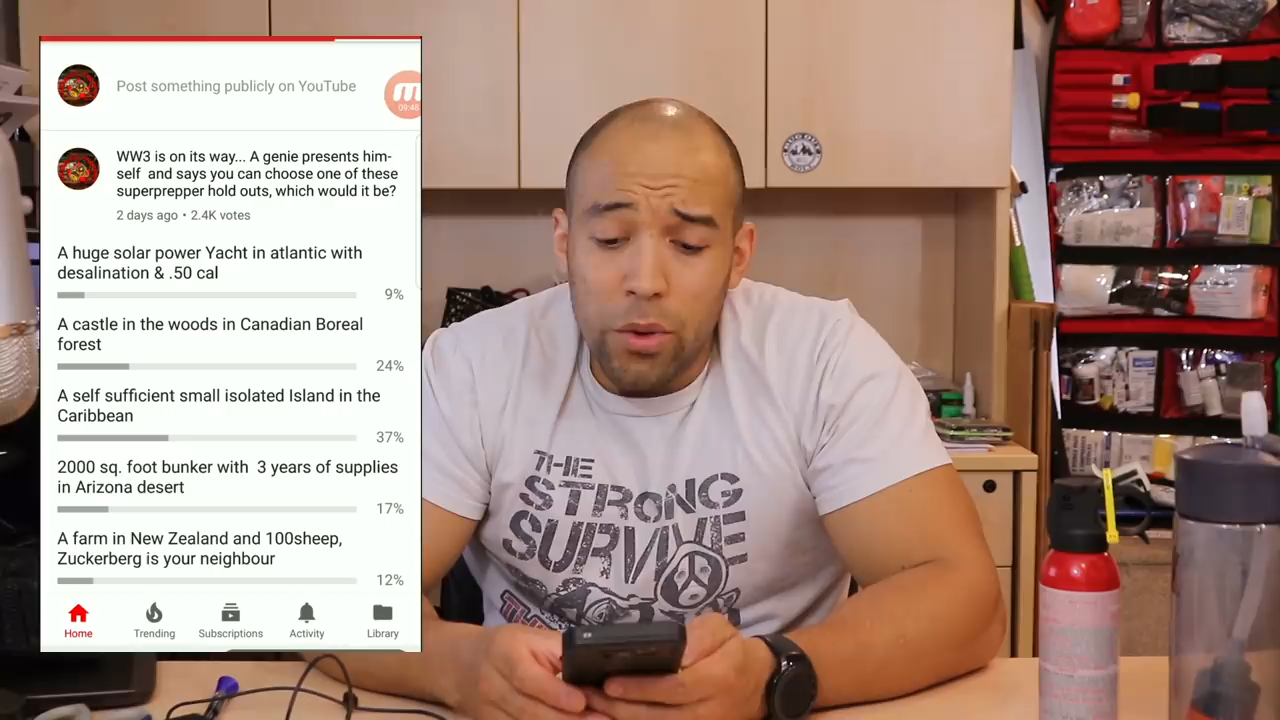 Post something publicly on YouTube
09:48
WW3 is on its way... A genie presents him-
self and says you can choose one of these
superprepper hold outs, which would it be?
2 days ago • 2.4K votes
A huge solar power Yacht in atlantic with
desalination & .50 cal
9%
A castle in the woods in Canadian Boreal
forest
24%
A self sufficient small isolated Island in the
Caribbean
37%
2000 sq. foot bunker with 3 years of supplies
in Arizona desert
17%
A farm in New Zealand and 100sheep,
Zuckerberg is your neighbour
12%
Home
Trending
Subscriptions
Activity
Library
THE
STRONG
SURVIVE